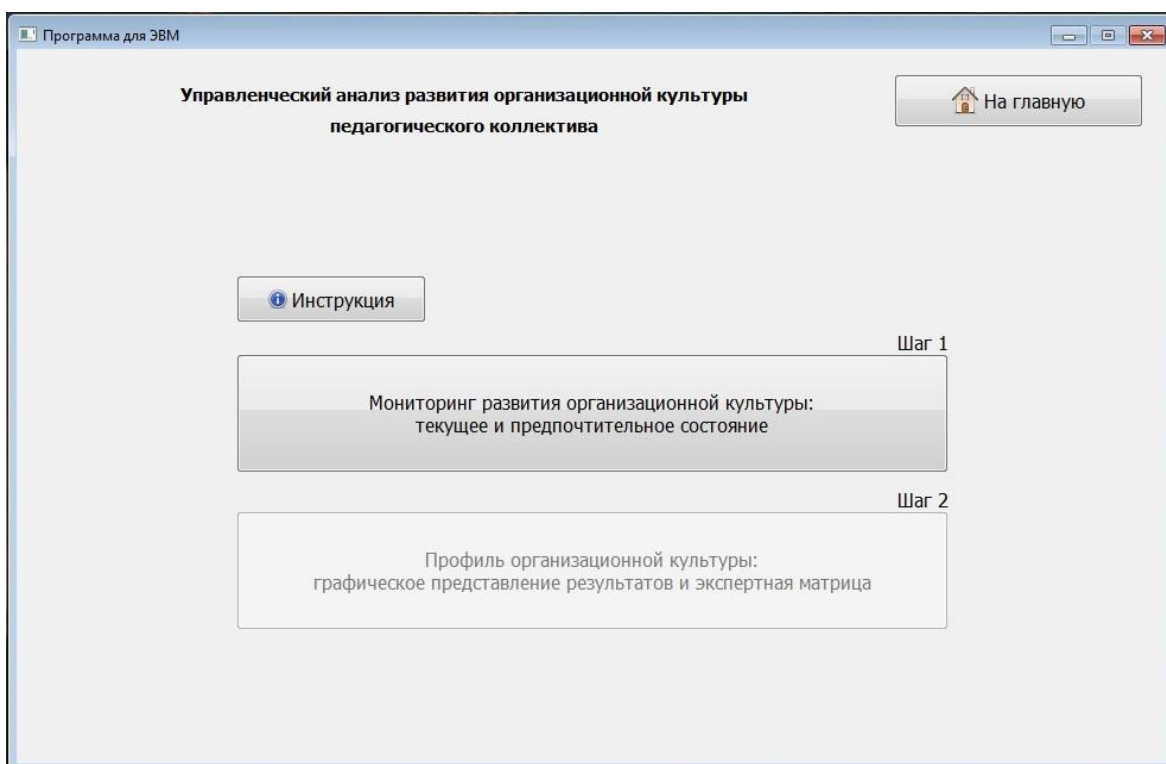 Программа для ЭВМ
Управленческий анализ развития организационной культуры
педагогического коллектива
На главную
Инструкция
Шаг 1
Мониторинг развития организационной культуры:
текущее и предпочтительное состояние
Шаг 2
Профиль организационной культуры:
графическое представление результатов и экспертная матрица